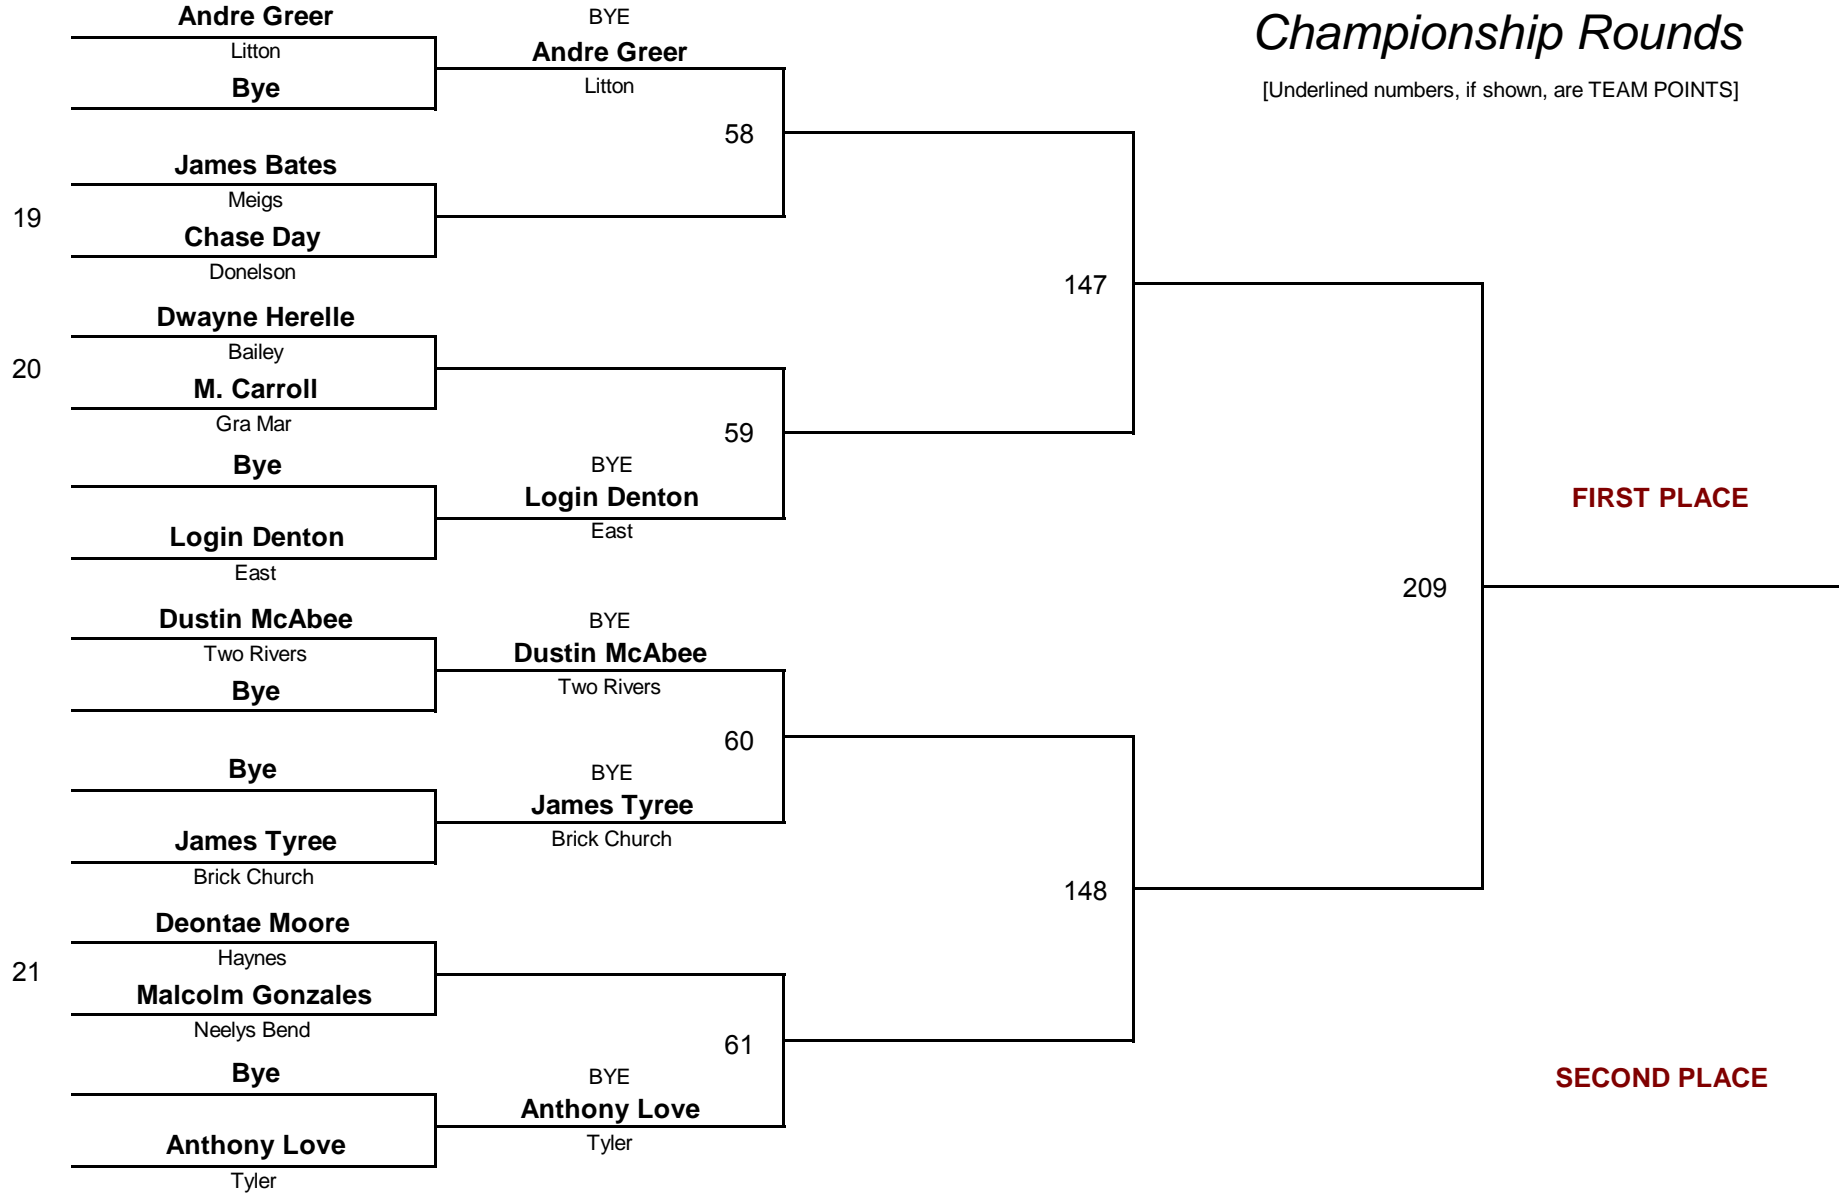 Championship Rounds
[Underlined numbers, if shown, are TEAM POINTS]
Andre Greer
Litton
Bye
BYE
Andre Greer
Litton
58
19
James Bates
Meigs
Chase Day
Donelson
147
20
Dwayne Herelle
Bailey
M. Carroll
Gra Mar
59
Bye
Login Denton
East
BYE
Login Denton
East
FIRST PLACE
209
Dustin McAbee
Two Rivers
Bye
BYE
Dustin McAbee
Two Rivers
60
Bye
James Tyree
Brick Church
BYE
James Tyree
Brick Church
148
21
Deontae Moore
Haynes
Malcolm Gonzales
Neelys Bend
61
Bye
Anthony Love
Tyler
BYE
Anthony Love
Tyler
SECOND PLACE